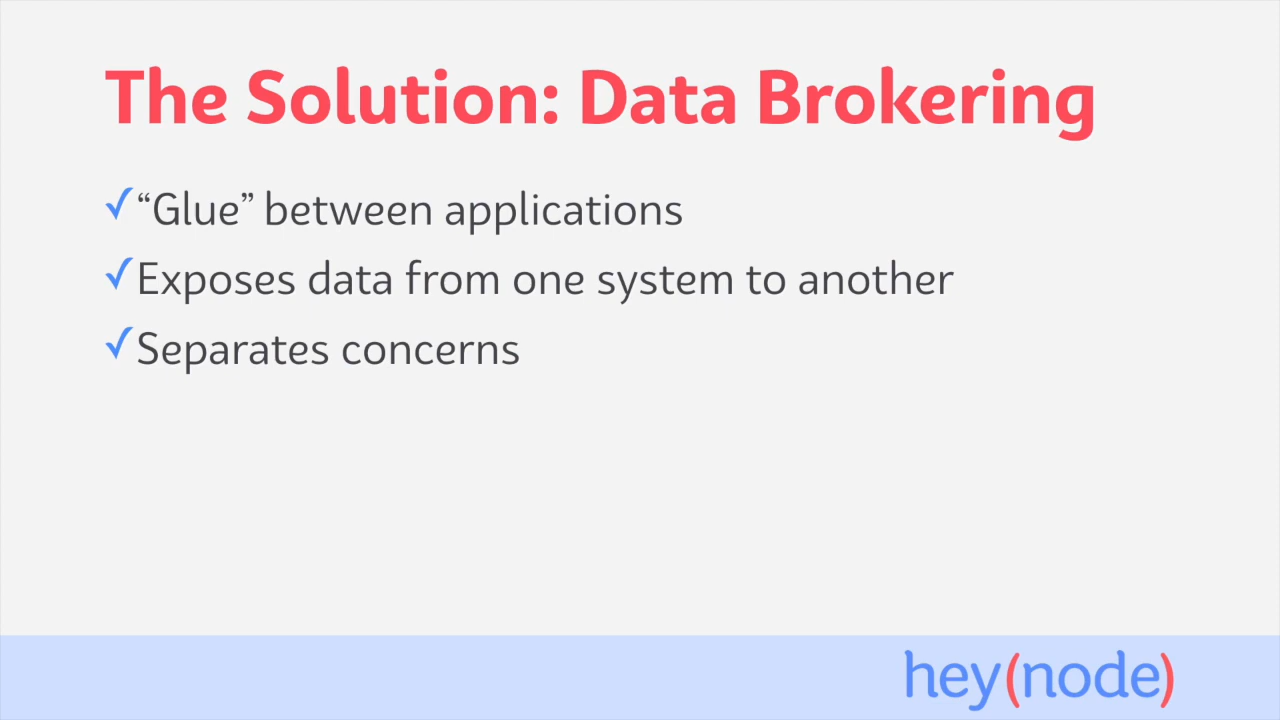 The Solution: Data Brokering
✓“Glue” between applications
✓Exposes data from one system to another
✓Separates concerns
hey(node)